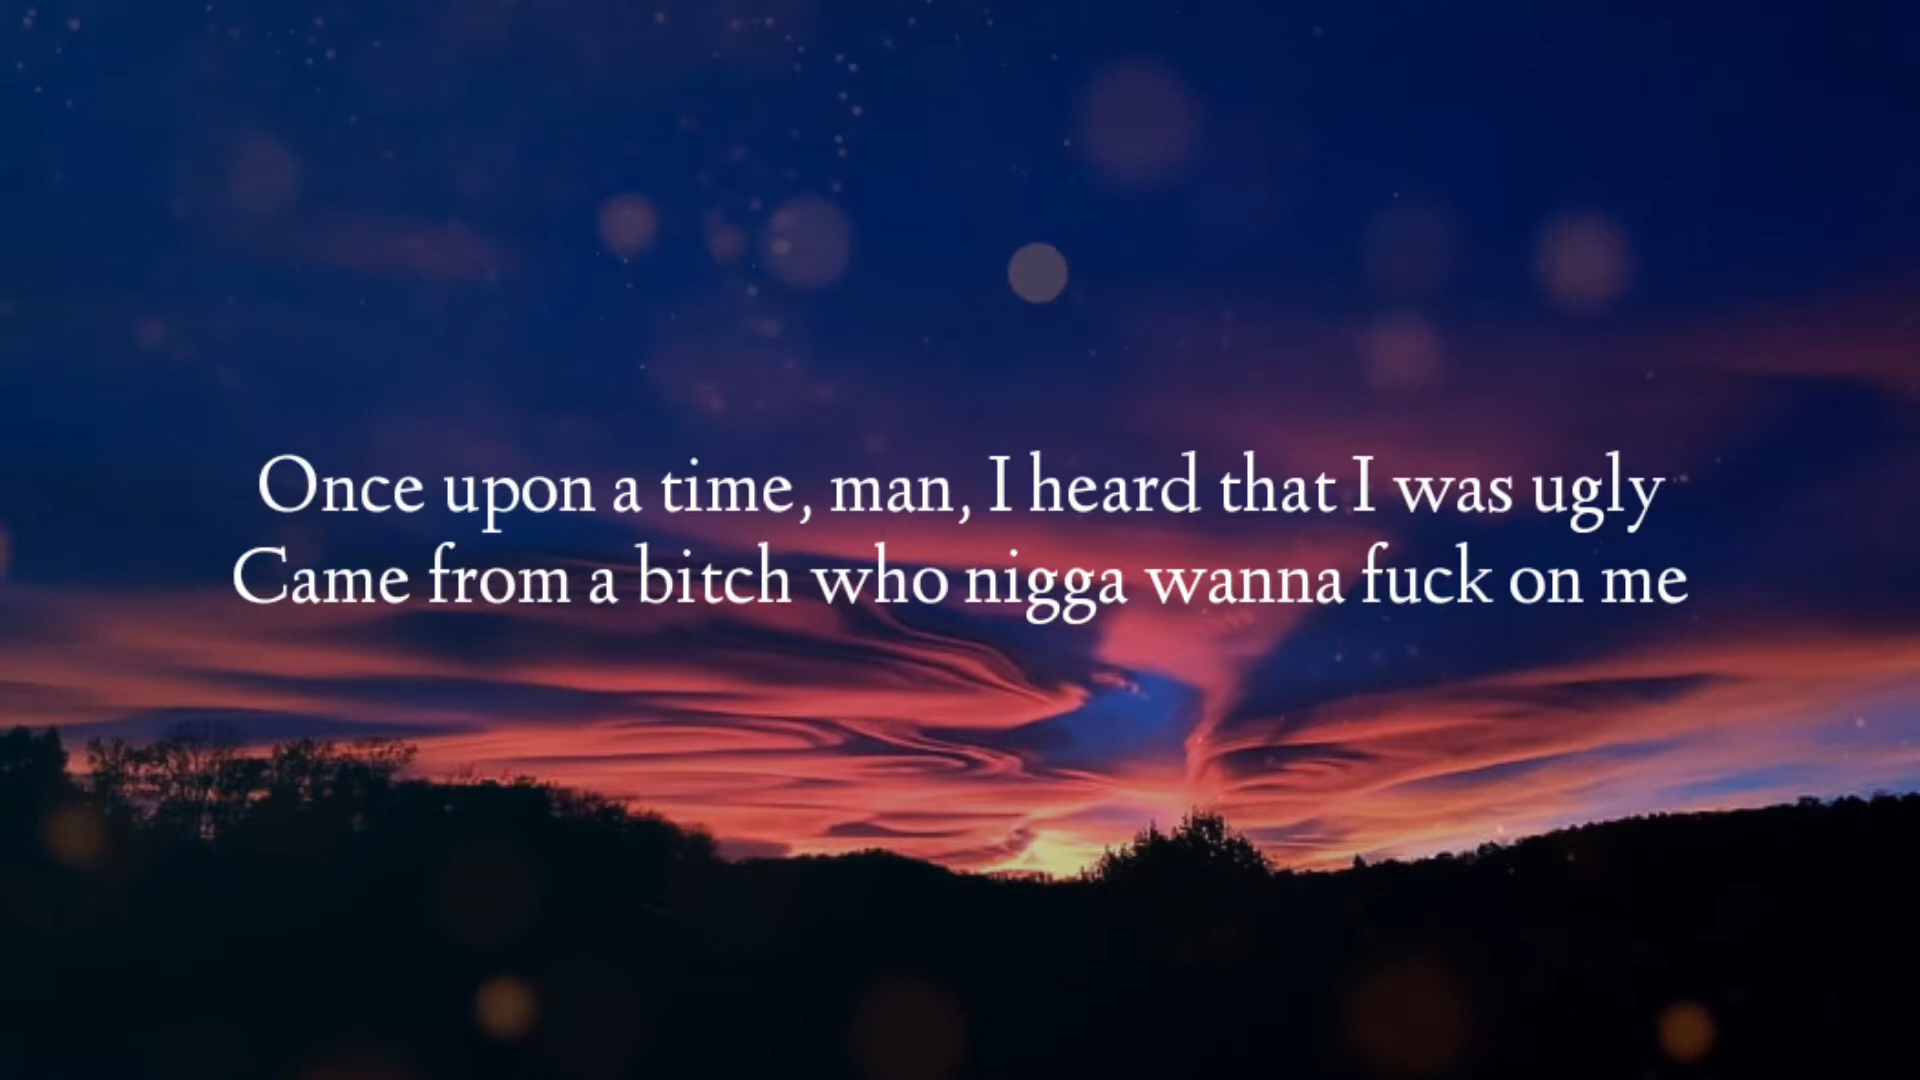 Once upon a time, man, I heard that I was ugly
Came from a bitch who nigga wanna fuck on me